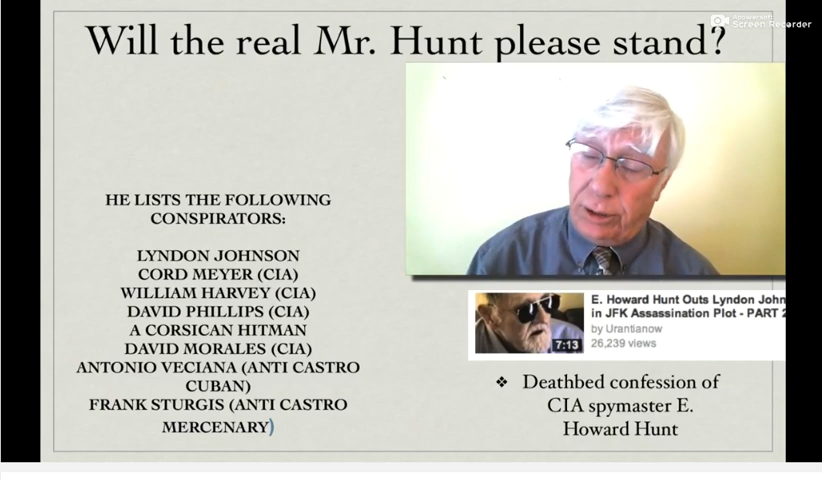 Apowersoft
Screen Recorder
Will the real Mr. Hunt please stand?
HE LISTS THE FOLLOWING
CONSPIRATORS:
LYNDON JOHNSON
CORD MEYER (CIA)
WILLIAM HARVEY (CIA)
DAVID PHILLIPS (CIA)
A CORSICAN HITMAN
DAVID MORALES (CIA)
ANTONIO VECIANA (ANTI CASTRO
CUBAN)
FRANK STURGIS (ANTI CASTRO
MERCENARY)
E. Howard Hunt Outs Lyndon John
in JFK Assassination Plot - PART 2
by Urantianow
26,239 views
7:13
❖ Deathbed confession of
CIA spymaster E.
Howard Hunt